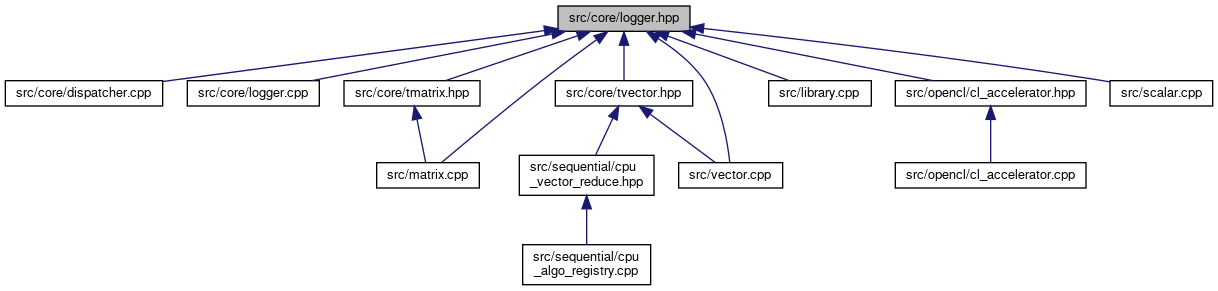 src/core/logger.hpp
src/core/dispatcher.cpp
src/core/logger.cpp
src/core/tmatrix.hpp
src/core/tvector.hpp
src/library.cpp
src/opencl/cl_accelerator.hpp
src/scalar.cpp
src/matrix.cpp
src/sequential/cpu
_vector_reduce.hpp
src/vector.cpp
src/opencl/cl_accelerator.cpp
src/sequential/cpu
_algo_registry.cpp